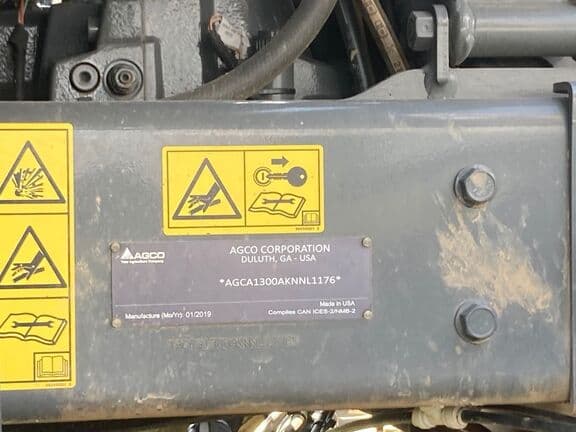 AGCO
Your Agriculture Company
AGCO CORPORATION
DULUTH, GA - USA
*AGCA1300AKNNL1176*
Made in USA
Manufacture (Mo/Yr) 01/2019
Complies CAN ICES-2/NMB-2